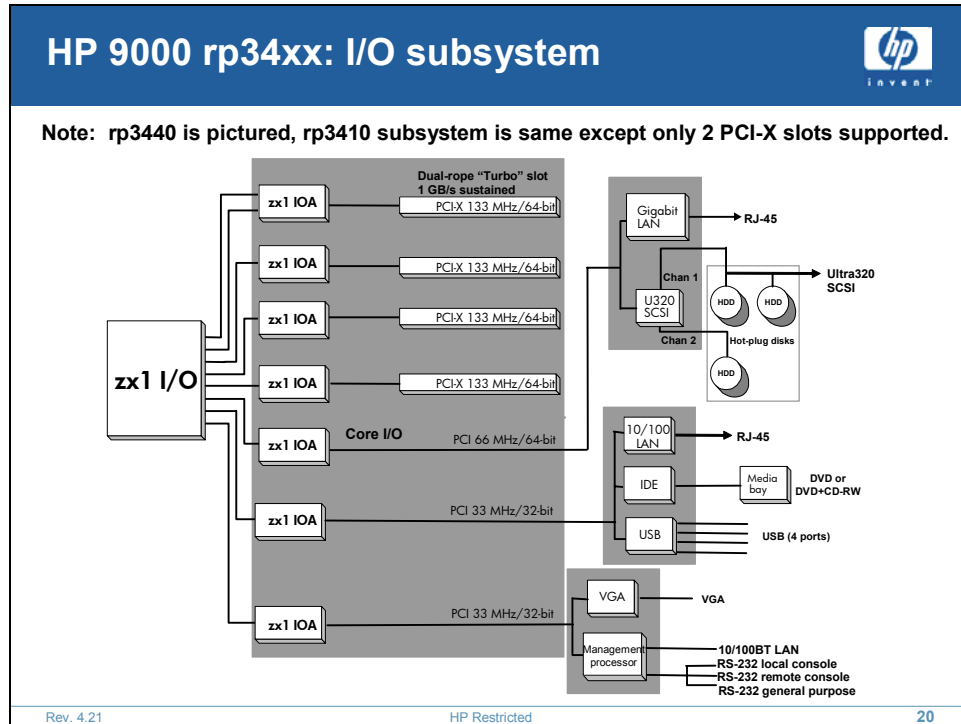 HP 9000 rp34xx: I/O subsystem
hp
invent
Note: rp3440 is pictured, rp3410 subsystem is same except only 2 PCI-X slots supported.
Dual-rope “Turbo” slot
1 GB/s sustained
zx1 IOA
PCI-X 133 MHz/64-bit
zx1 IOA
PCI-X 133 MHz/64-bit
zx1 IOA
PCI-X 133 MHz/64-bit
zx1 IOA
PCI-X 133 MHz/64-bit
zx1 I/O
zx1 IOA
Core I/O
PCI 66 MHz/64-bit
zx1 IOA
PCI 33 MHz/32-bit
zx1 IOA
PCI 33 MHz/32-bit
Gigabit
LAN
RJ-45
Chan 1
Ultra320
SCSI
U320
SCSI
HDD
HDD
Chan 2
Hot-plug disks
HDD
10/100
LAN
RJ-45
IDE
Media
bay
DVD or
DVD+CD-RW
USB
USB (4 ports)
VGA
VGA
Management
processor
10/100BT LAN
RS-232 local console
RS-232 remote console
RS-232 general purpose
Rev. 4.21
HP Restricted
20